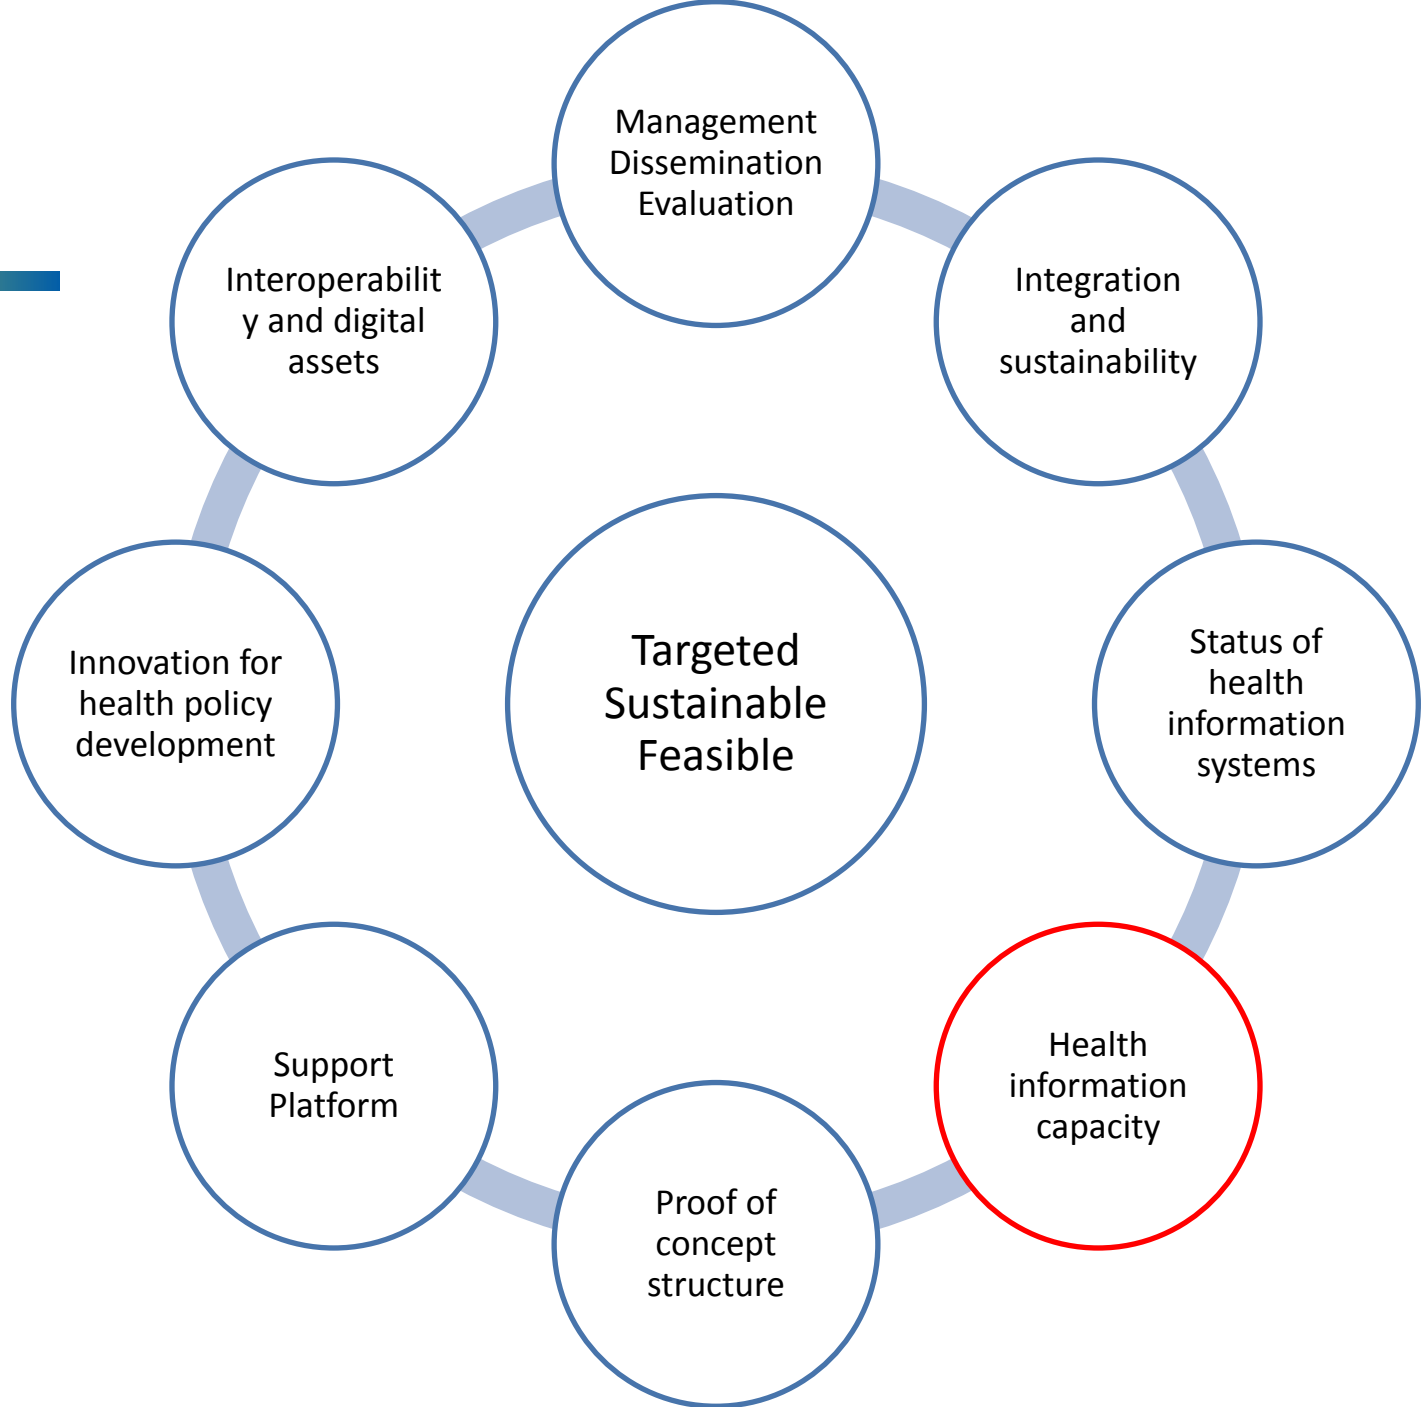 Management
Dissemination
Evaluation
Integration
and
sustainability
Status of
health
information
systems
Health
information
capacity
Proof of
concept
structure
Support
Platform
Innovation for
health policy
development
Interoperabilit
y and digital
assets
Targeted
Sustainable
Feasible